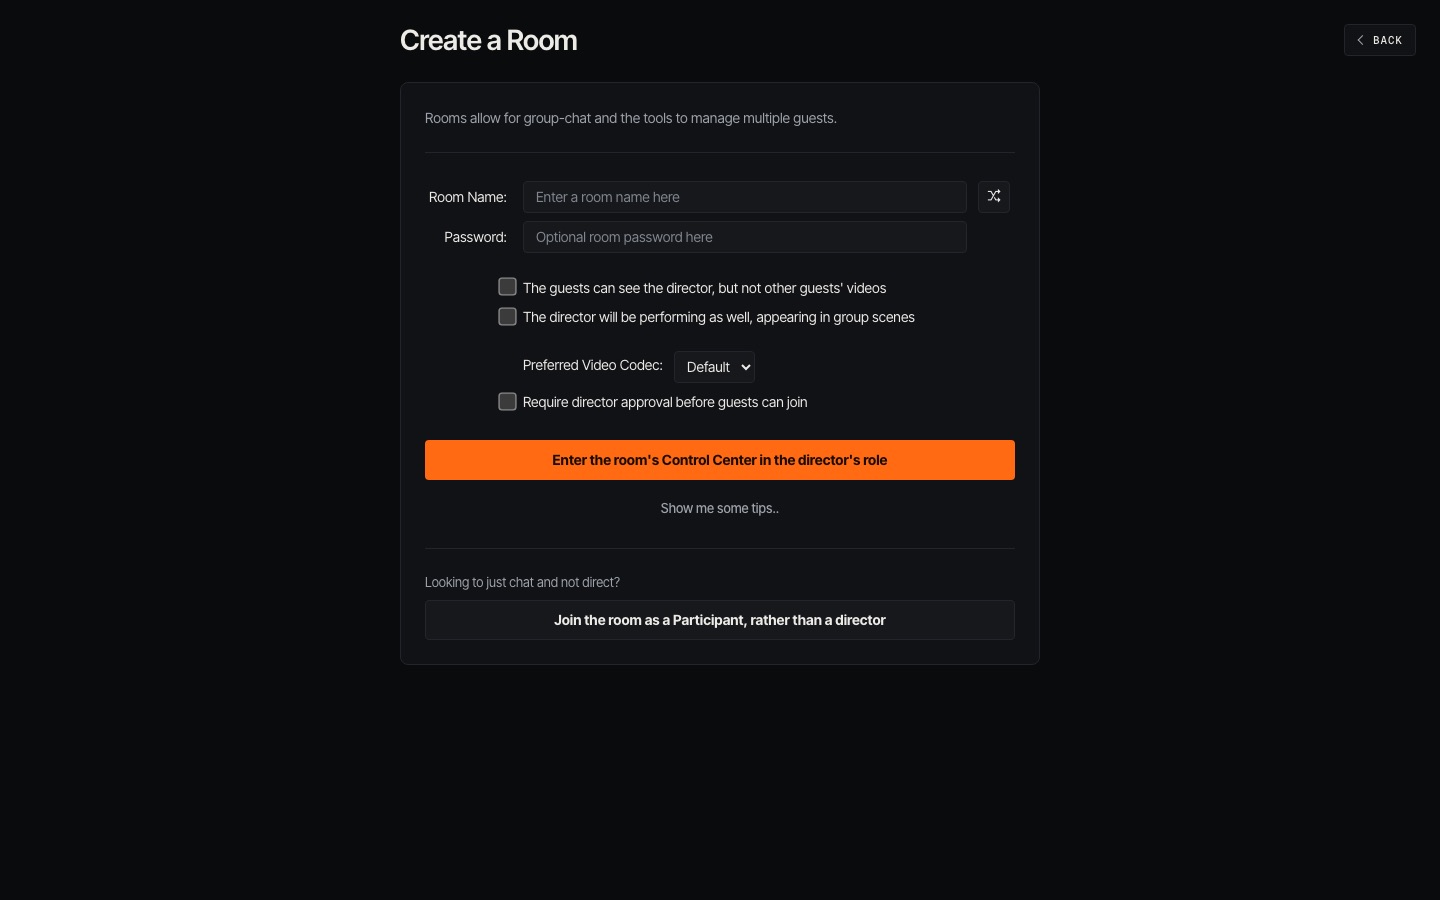 Create a Room
BACK
Rooms allow for group-chat and the tools to manage multiple guests.
Room Name:
Enter a room name here
Password:
Optional room password here
The guests can see the director, but not other guests' videos
The director will be performing as well, appearing in group scenes
Preferred Video Codec:
Default
Require director approval before guests can join
Enter the room's Control Center in the director's role
Show me some tips..
Looking to just chat and not direct?
Join the room as a Participant, rather than a director